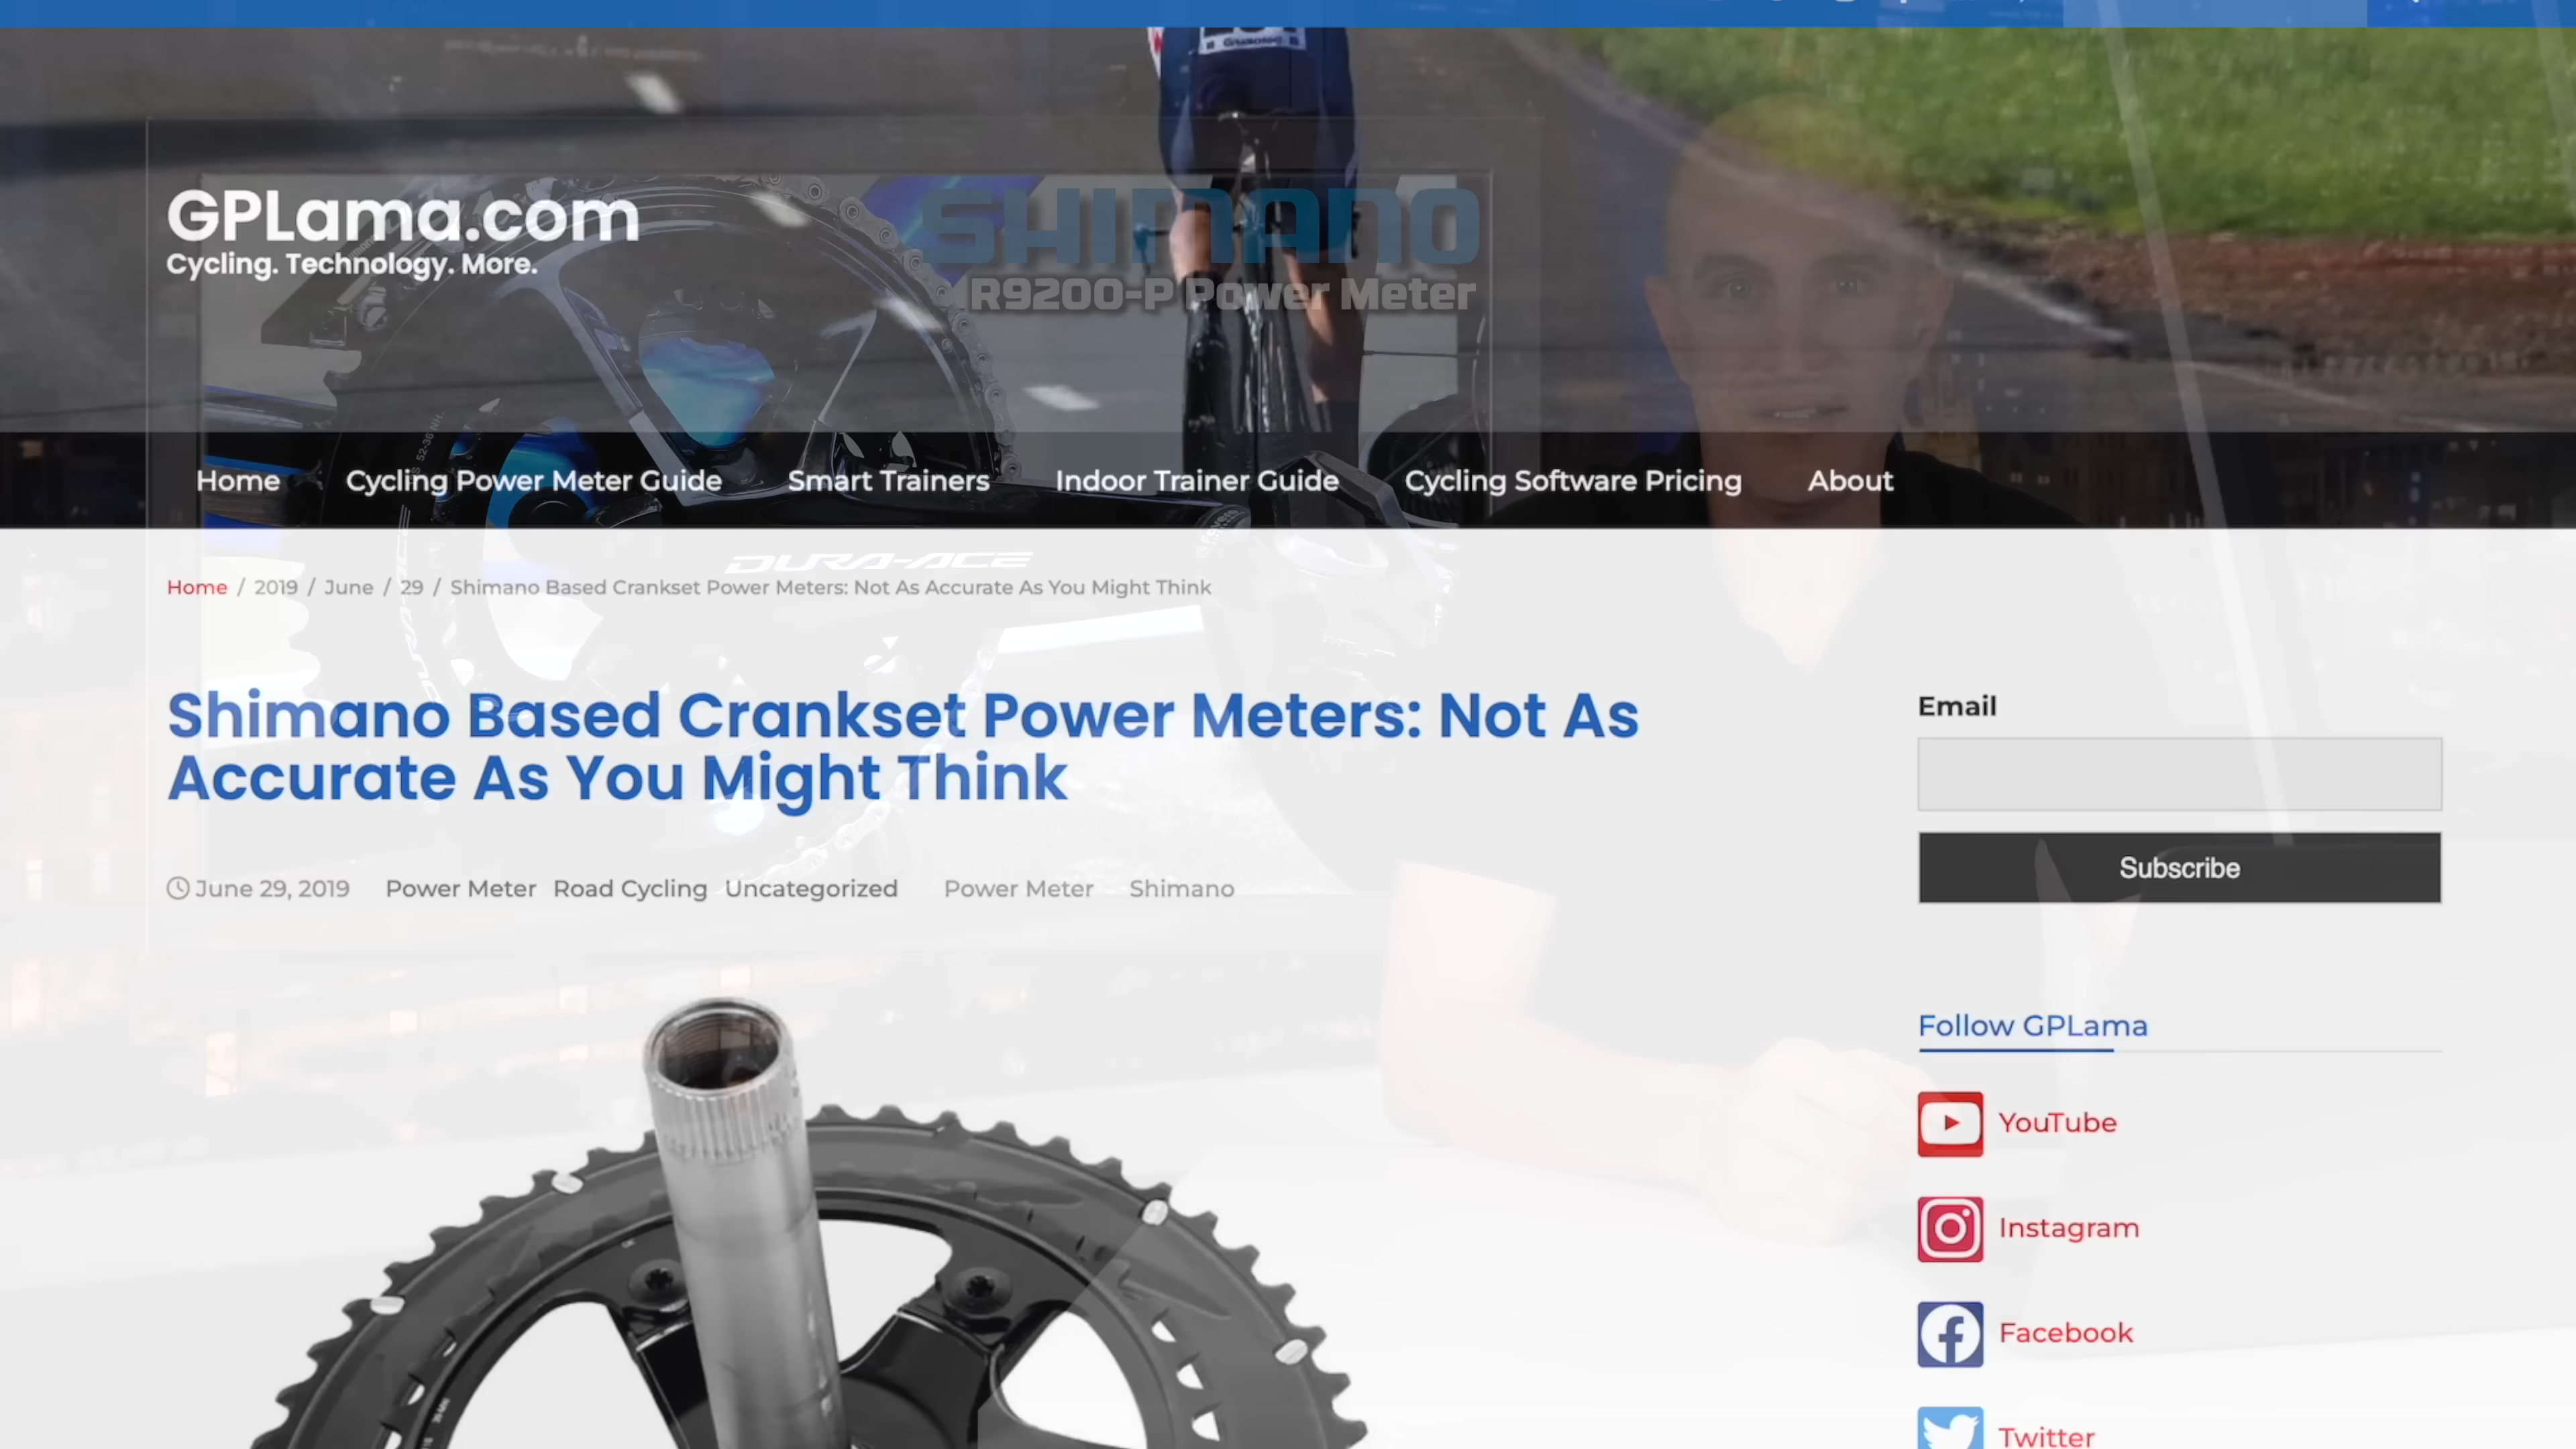 GPLama.com
Cycling. Technology. More.
SHIMANO
R9200-P Power Meter
Home Cycling Power Meter Guide Smart Trainers Indoor Trainer Guide Cycling Software Pricing About
DURA-ACE
Home / 2019 / June / 29 / Shimano Based Crankset Power Meters: Not As Accurate As You Might Think
Shimano Based Crankset Power Meters: Not As
Accurate As You Might Think
June 29, 2019 Power Meter Road Cycling Uncategorized Power Meter Shimano
Email
Subscribe
Follow GPLama
YouTube
Instagram
Facebook
Twitter